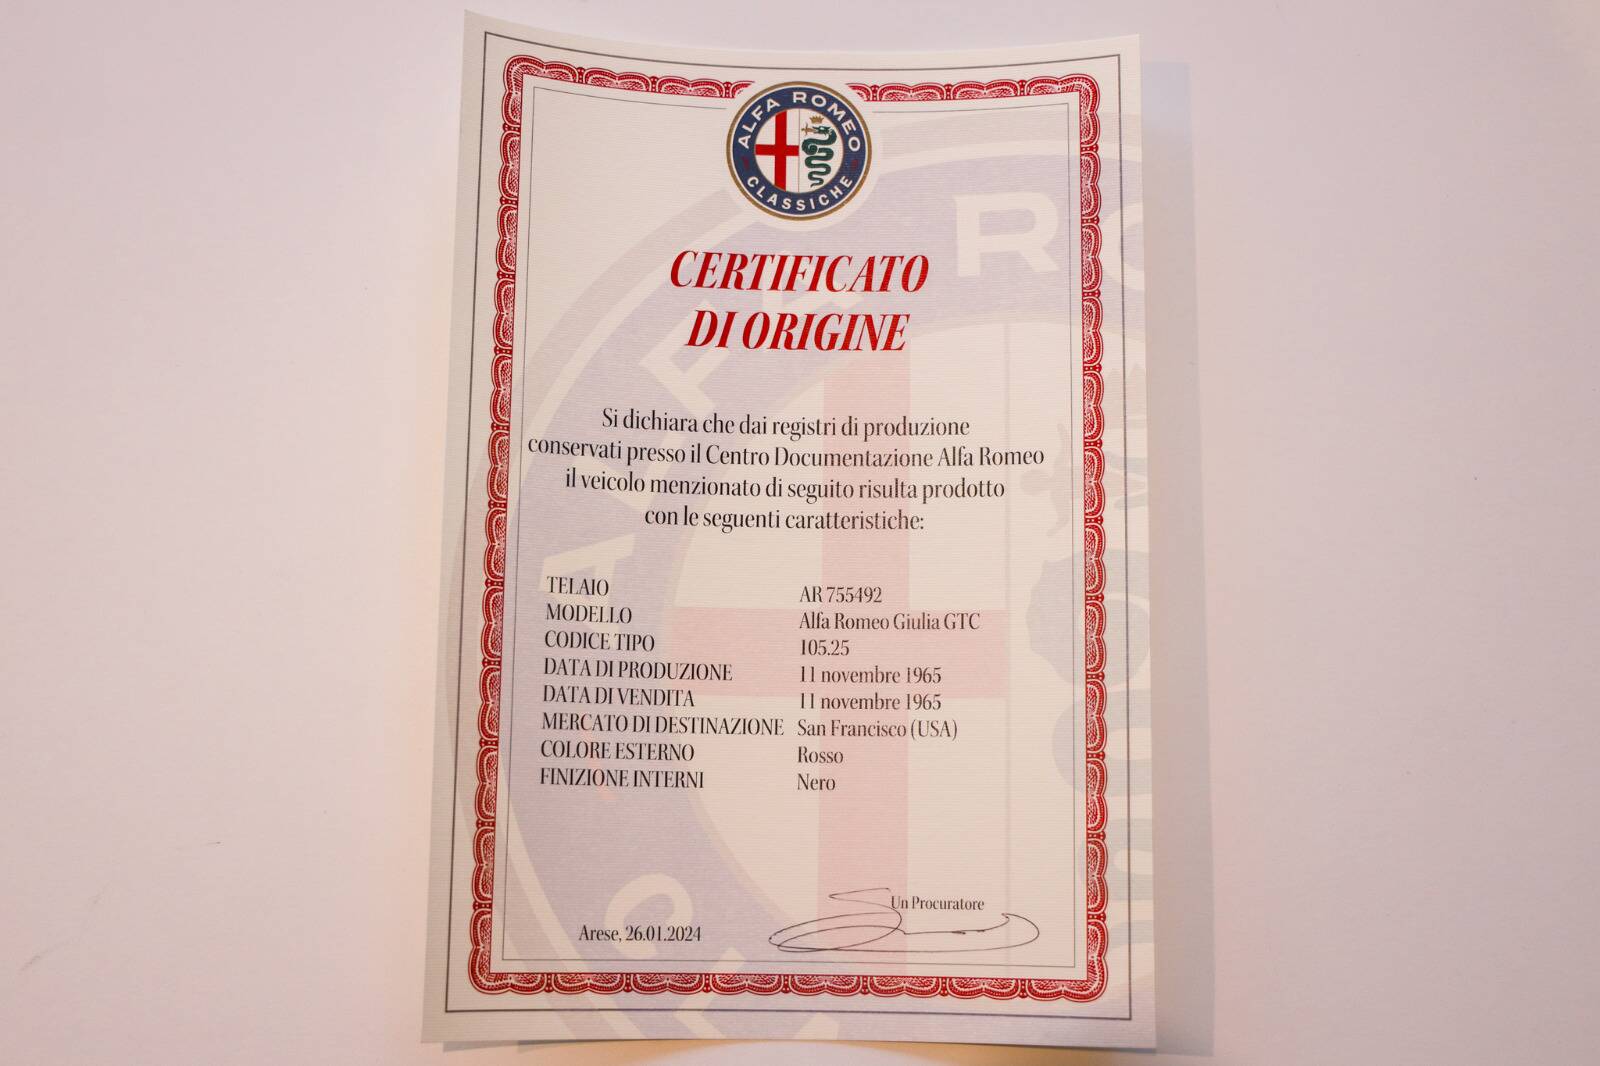 ALFA ROMEO
CLASSICHE
CERTIFICATO
DI ORIGINE
Si dichiara che dai registri di produzione
conservati presso il Centro Documentazione Alfa Romeo
il veicolo menzionato di seguito risulta prodotto
con le seguenti caratteristiche:
TELAIO AR 755492
MODELLO Alfa Romeo Giulia GTC
CODICE TIPO 105.25
DATA DI PRODUZIONE 11 novembre 1965
DATA DI VENDITA 11 novembre 1965
MERCATO DI DESTINAZIONE San Francisco (USA)
COLORE ESTERNO Rosso
FINIZIONE INTERNI Nero
Un Procuratore
Arese, 26.01.2024